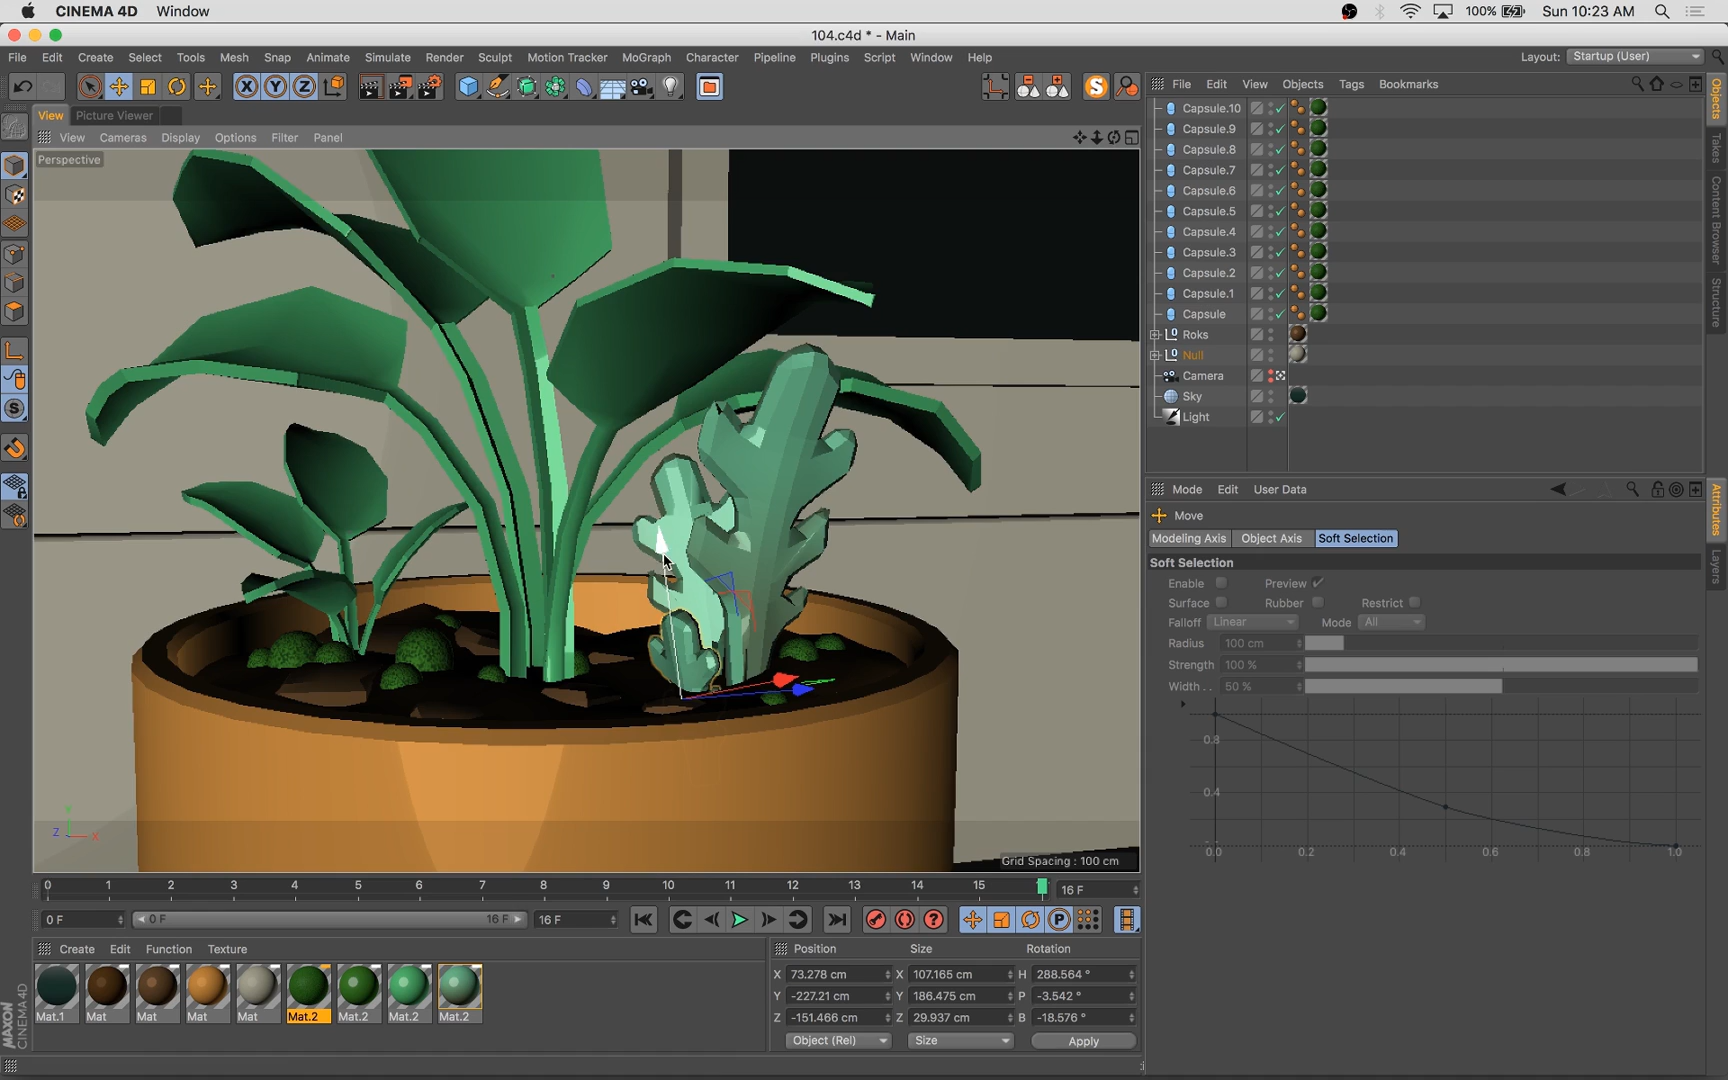 CINEMA 4D Window
100% Sun 10:23 AM
104.c4d * - Main
File Edit Create Select Tools Mesh Snap Animate Simulate Render Sculpt Motion Tracker MoGraph Character Pipeline Plugins Script Window Help
Layout: Startup (User)
X Y Z
File Edit View Objects Tags Bookmarks
View Picture Viewer
View Cameras Display Options Filter Panel
Perspective
Capsule.10
Capsule.9
Capsule.8
Capsule.7
Capsule.6
Capsule.5
Capsule.4
Capsule.3
Capsule.2
Capsule.1
Capsule
Roks
Null
Camera
Sky
Light
Objects
Takes
Content Browser
Structure
Mode Edit User Data
Move
Modeling Axis Object Axis Soft Selection
Soft Selection
Enable Preview
Surface Rubber Restrict
Falloff Linear Mode All
Radius 100 cm
Strength 100 %
Width . . 50 %
0.8
0.4
0.0 0.2 0.4 0.6 0.8 1.0
Attributes
Layers
Z Y X
Grid Spacing : 100 cm
0 1 2 3 4 5 6 7 8 9 10 11 12 13 14 15 16 F
0 F 0 F 16 F 16 F
Create Edit Function Texture
Mat.1 Mat Mat Mat Mat Mat.2 Mat.2 Mat.2 Mat.2
MAXON
CINEMA 4D
Position Size Rotation
X 73.278 cm X 107.165 cm H 288.564 °
Y -227.21 cm Y 186.475 cm P -3.542 °
Z -151.466 cm Z 29.937 cm B -18.576 °
Object (Rel) Size Apply